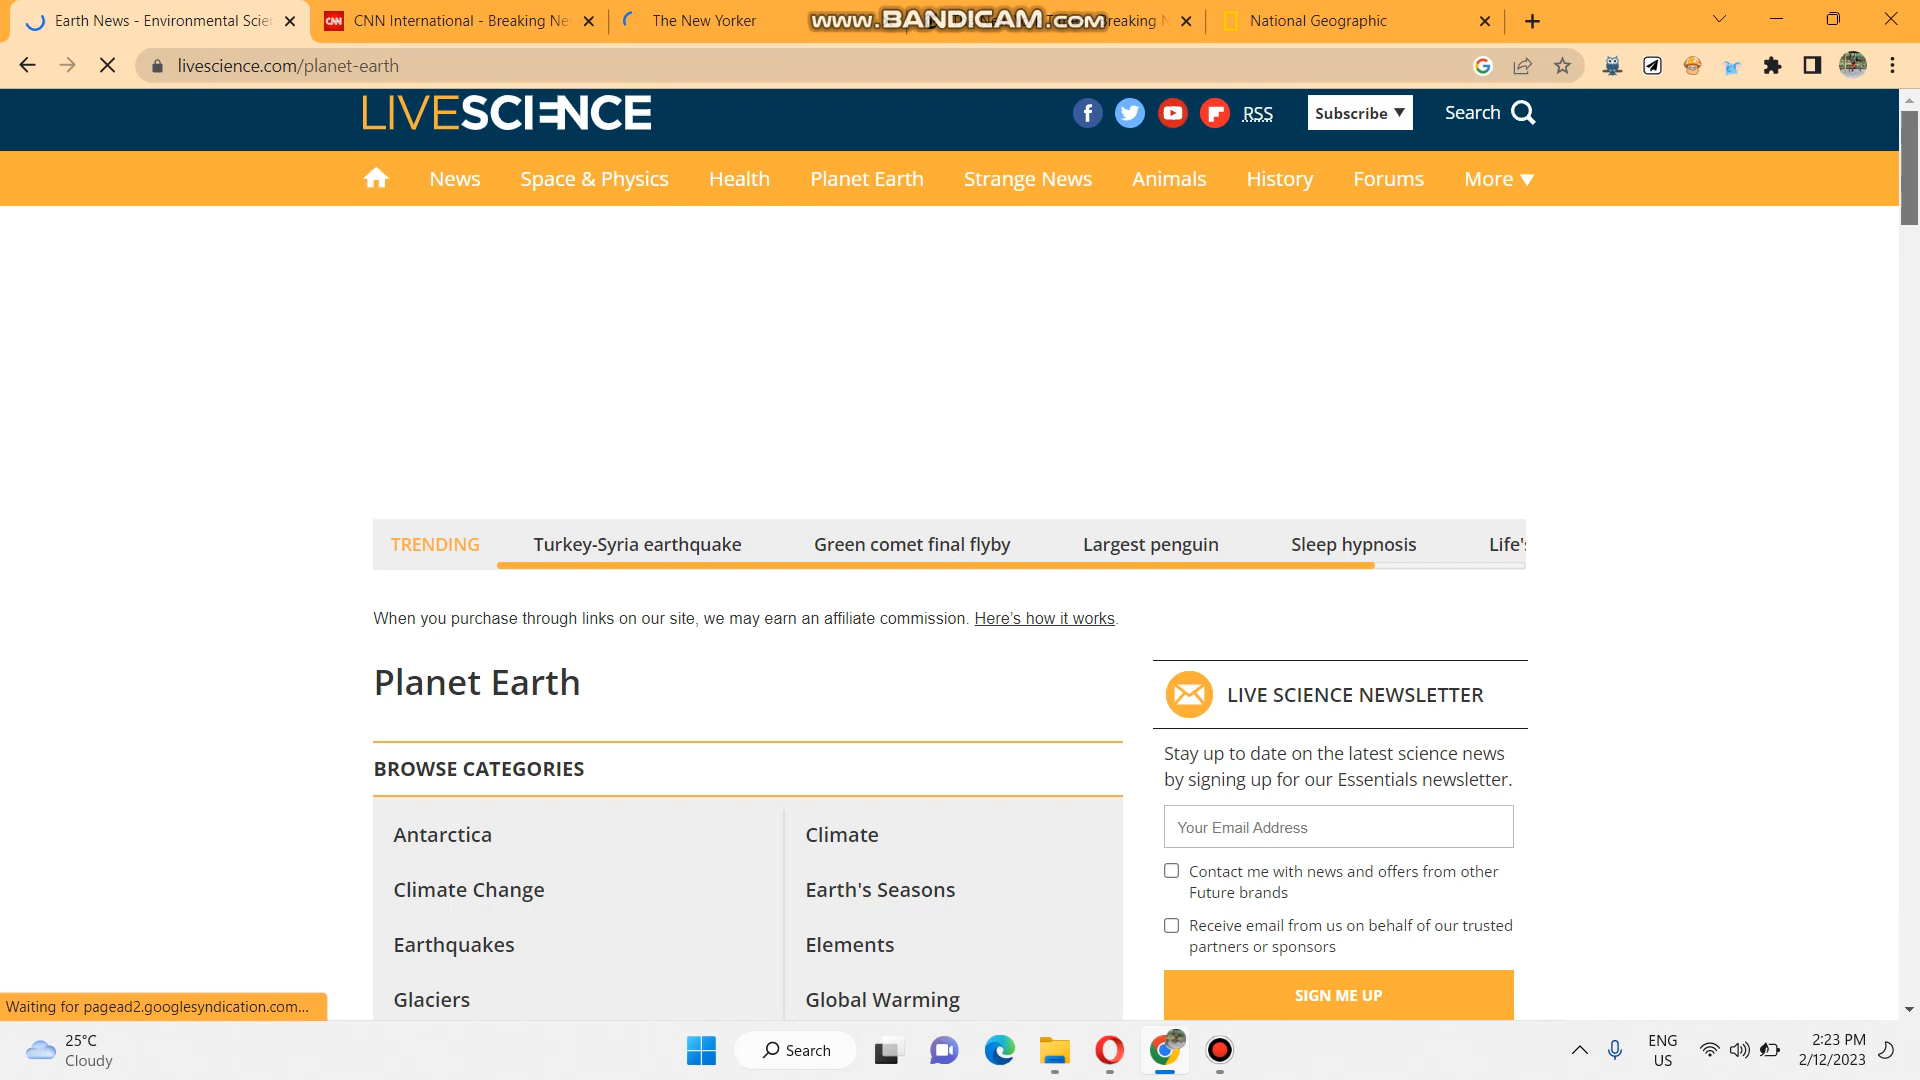 Earth News - Environmental Scie
CNN International - Breaking Ne
The New Yorker
www.BANDICAM.com
Breaking N
National Geographic
livescience.com/planet-earth
LIVESCIENCE
RSS
Subscribe ▼
Search
News
Space & Physics
Health
Planet Earth
Strange News
Animals
History
Forums
More ▼
TRENDING
Turkey-Syria earthquake
Green comet final flyby
Largest penguin
Sleep hypnosis
Life's
When you purchase through links on our site, we may earn an affiliate commission. Here’s how it works.
Planet Earth
BROWSE CATEGORIES
Antarctica
Climate
Climate Change
Earth's Seasons
Earthquakes
Elements
Glaciers
Global Warming
LIVE SCIENCE NEWSLETTER
Stay up to date on the latest science news
by signing up for our Essentials newsletter.
Your Email Address
Contact me with news and offers from other
Future brands
Receive email from us on behalf of our trusted
partners or sponsors
SIGN ME UP
Waiting for pagead2.googlesyndication.com...
25°C
Cloudy
Search
ENG
US
2:23 PM
2/12/2023